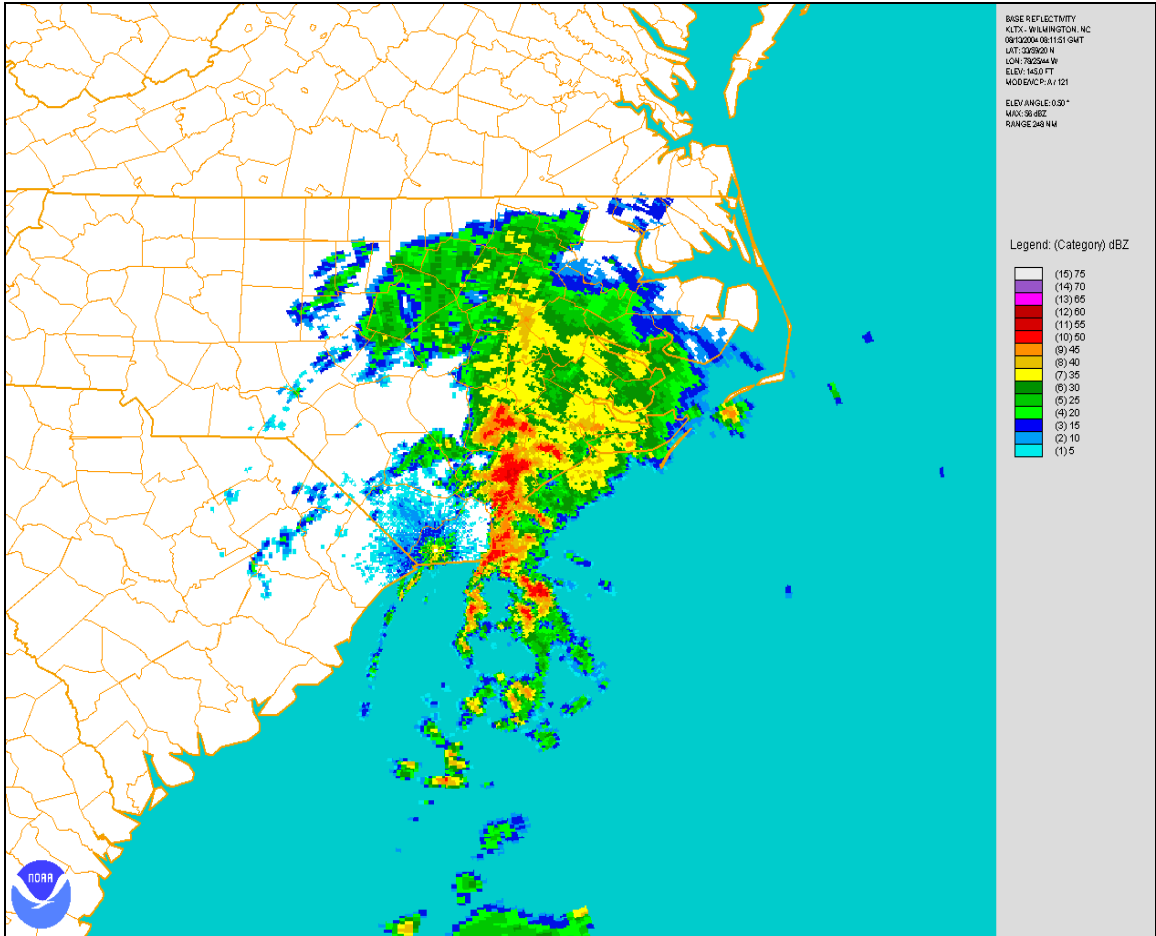 BASE REFLECTIVITY
KLTX - WILMINGTON, NC
08/13/2004 08:11:51 GMT
LAT: 33/59/20 N
LON: 78/25/44 W
ELEV: 145.0 FT
MODE/VCP: A / 121
ELEV ANGLE: 0.50 °
MAX: 56 dBZ
RANGE 248 NM
Legend: (Category) dBZ
(15) 75
(14) 70
(13) 65
(12) 60
(11) 55
(10) 50
(9) 45
(8) 40
(7) 35
(6) 30
(5) 25
(4) 20
(3) 15
(2) 10
(1) 5
NOAA